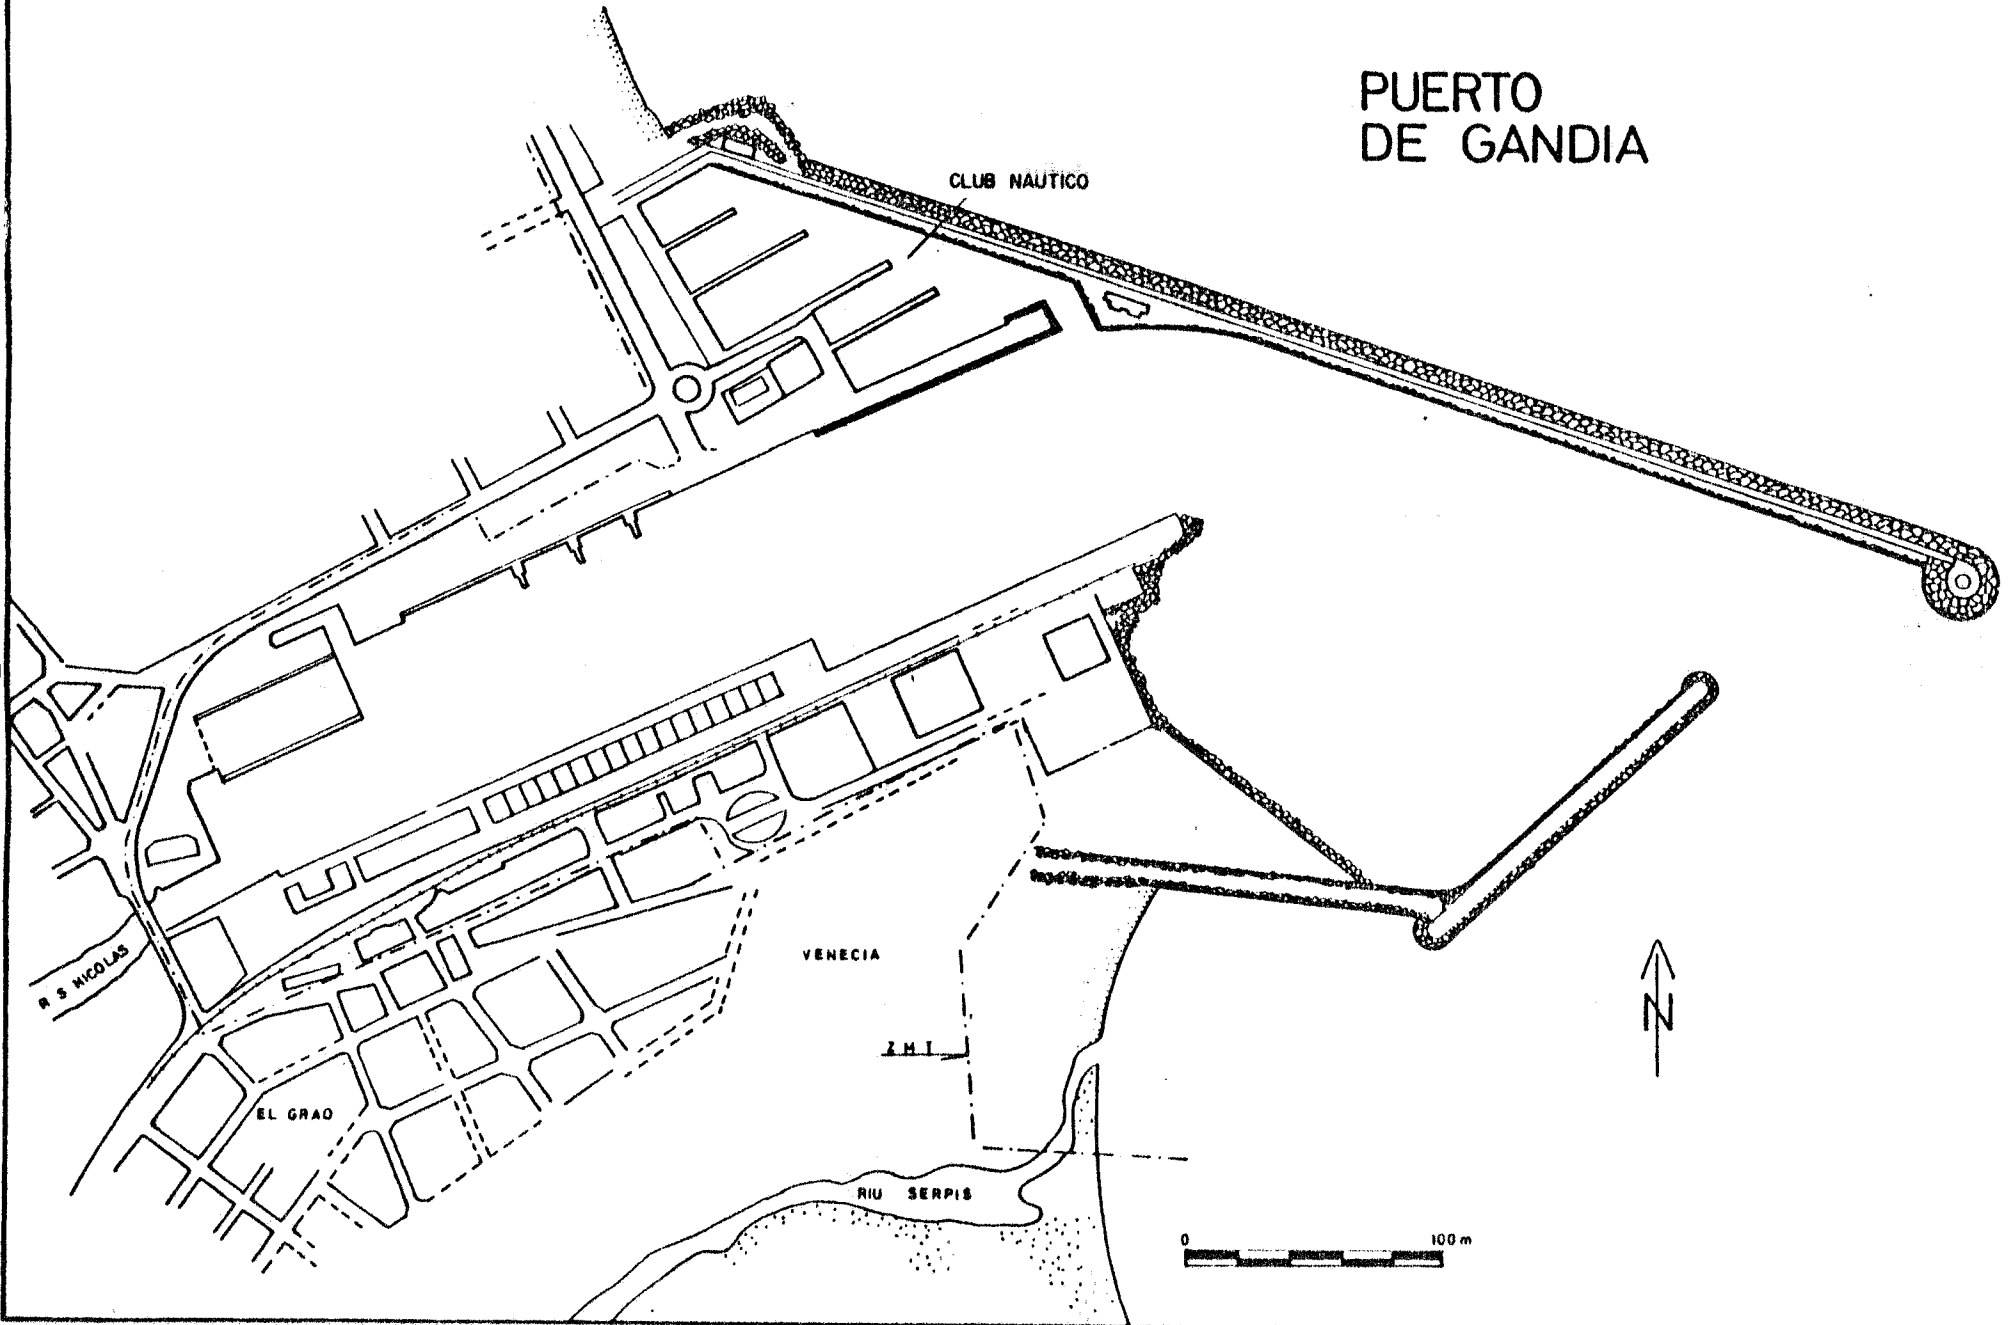 PUERTO
DE GANDIA
CLUB NAUTICO
R S NICOLAS
VENECIA
N
Z M T
EL GRAO
RIU SERPIS
0 100 m